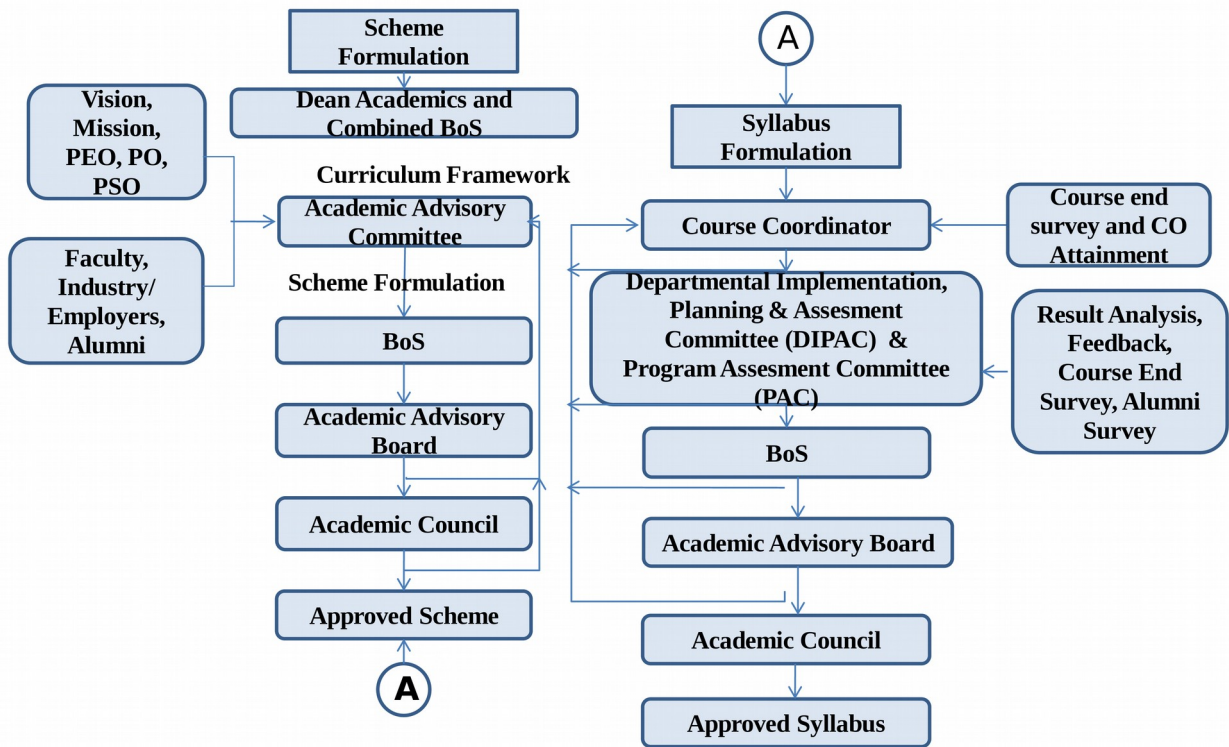 Scheme
Formulation
Dean Academics and
Combined BoS
Vision,
Mission,
PEO, PO,
PSO
Curriculum Framework
Academic Advisory
Committee
Faculty,
Industry/
Employers,
Alumni
Scheme Formulation
BoS
Academic Advisory
Board
Academic Council
Approved Scheme
A
A
Syllabus
Formulation
Course Coordinator
Course end
survey and CO
Attainment
Departmental Implementation,
Planning & Assesment
Committee (DIPAC) &
Program Assesment Committee
(PAC)
Result Analysis,
Feedback,
Course End
Survey, Alumni
Survey
BoS
Academic Advisory Board
Academic Council
Approved Syllabus